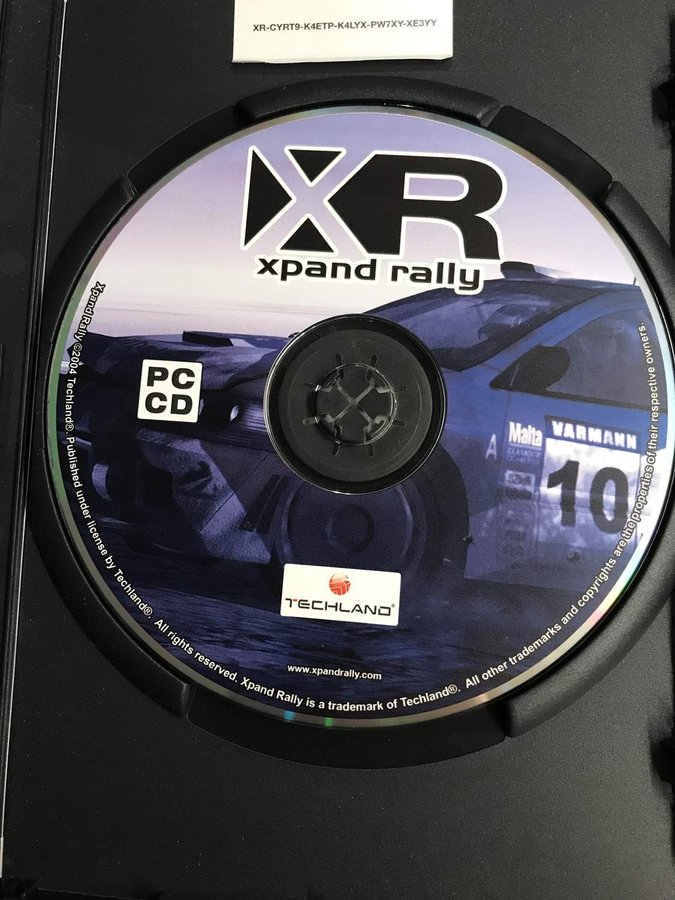 XR-CYRT9-K4ETP-K4LYX-PW7XY-XE3YY
XR
xpand rally
PC
CD
A
Malta
VARMANN
10
TECHLAND®
www.xpandrally.com
Xpand Rally ©2004 Techland®. Published under license by Techland®. All rights reserved. Xpand Rally is a trademark of Techland®. All other trademarks and copyrights are the properties of their respective owners.